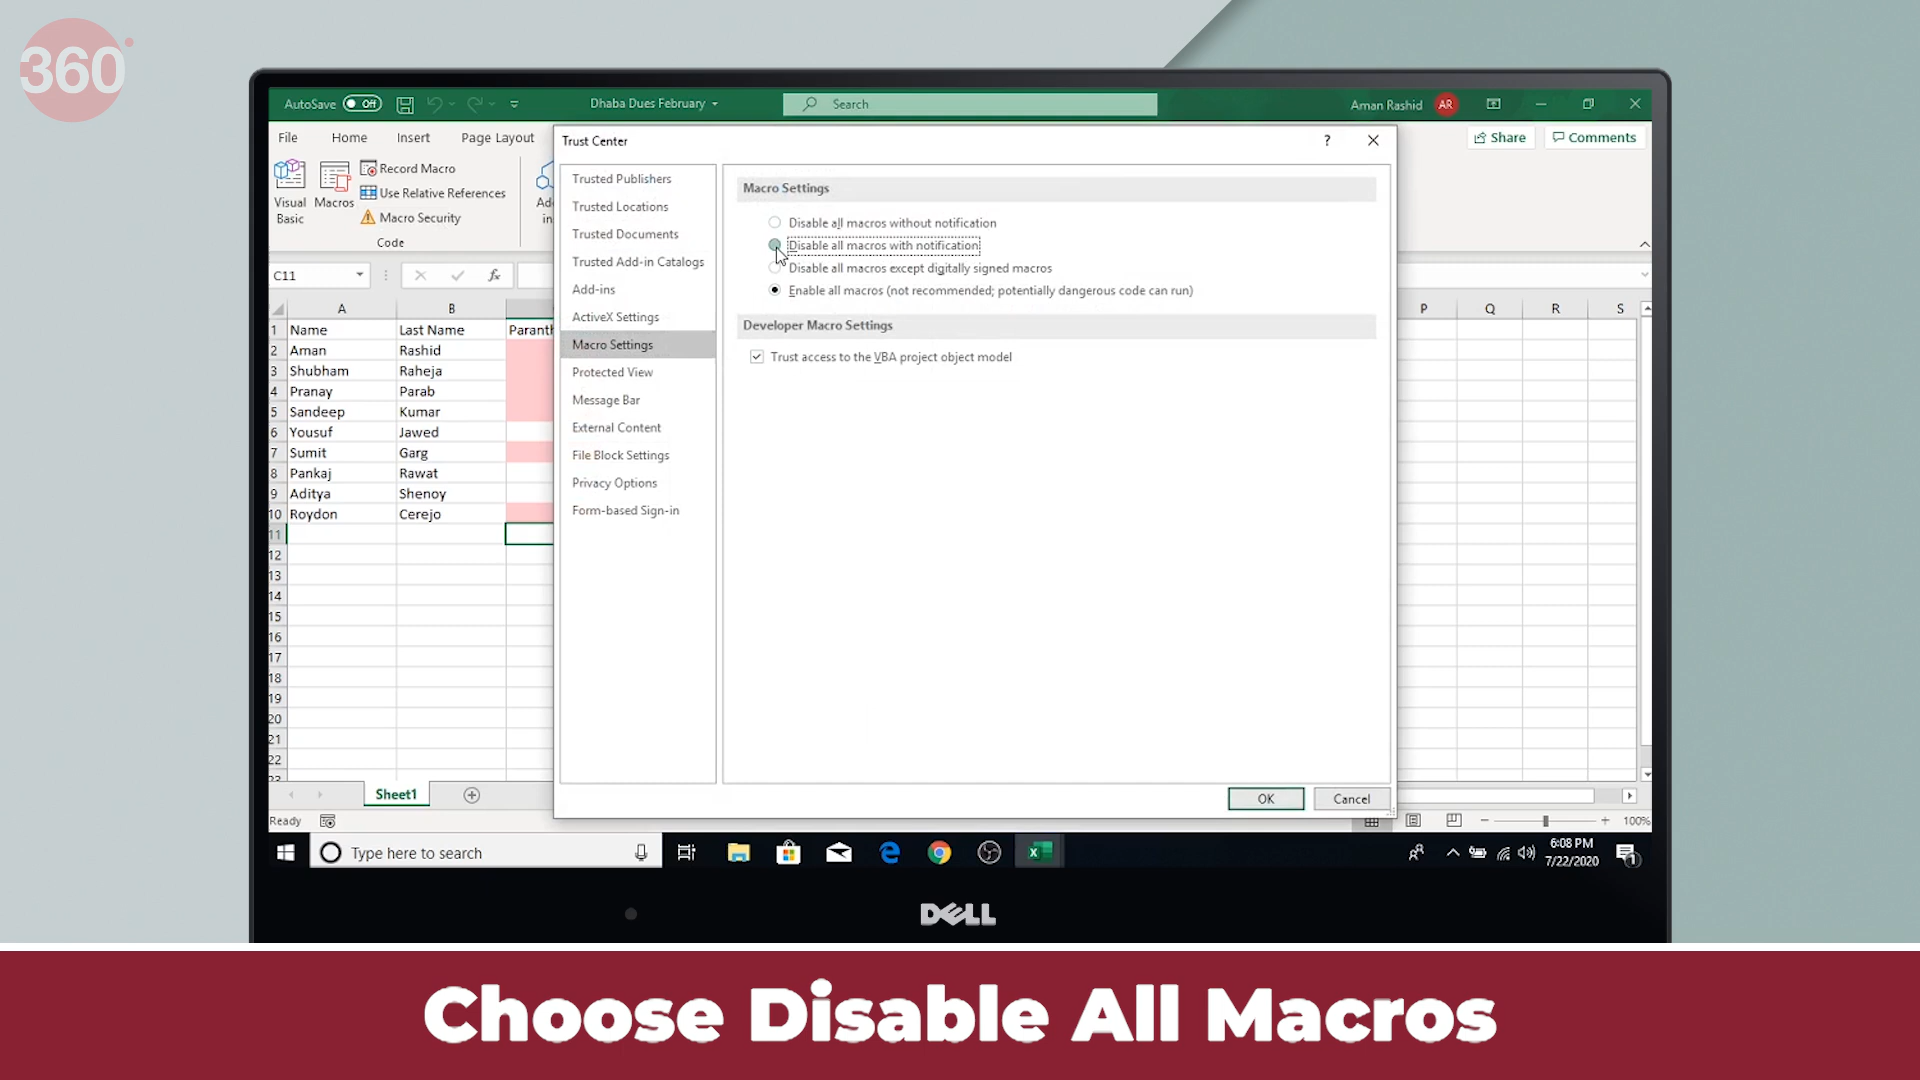 360
AutoSave Off
Dhaba Dues February
Search
Aman Rashid AR
File Home Insert Page Layout
Share Comments
Visual Basic
Macros
Record Macro
Use Relative References
Macro Security
Code
Trust Center
?
Trusted Publishers
Trusted Locations
Trusted Documents
Trusted Add-in Catalogs
Add-ins
ActiveX Settings
Macro Settings
Protected View
Message Bar
External Content
File Block Settings
Privacy Options
Form-based Sign-in
Macro Settings
Disable all macros without notification
Disable all macros with notification
Disable all macros except digitally signed macros
Enable all macros (not recommended; potentially dangerous code can run)
Developer Macro Settings
Trust access to the VBA project object model
OK Cancel
C11
fx
A B P Q R S
1 Name Last Name
2 Aman Rashid
3 Shubham Raheja
4 Pranay Parab
5 Sandeep Kumar
6 Yousuf Jawed
7 Sumit Garg
8 Pankaj Rawat
9 Aditya Shenoy
10 Roydon Cerejo
11
12
13
14
15
16
17
18
19
20
21
22
Sheet1
Ready
100%
Type here to search
6:08 PM
7/22/2020
1
DELL
Choose Disable All Macros